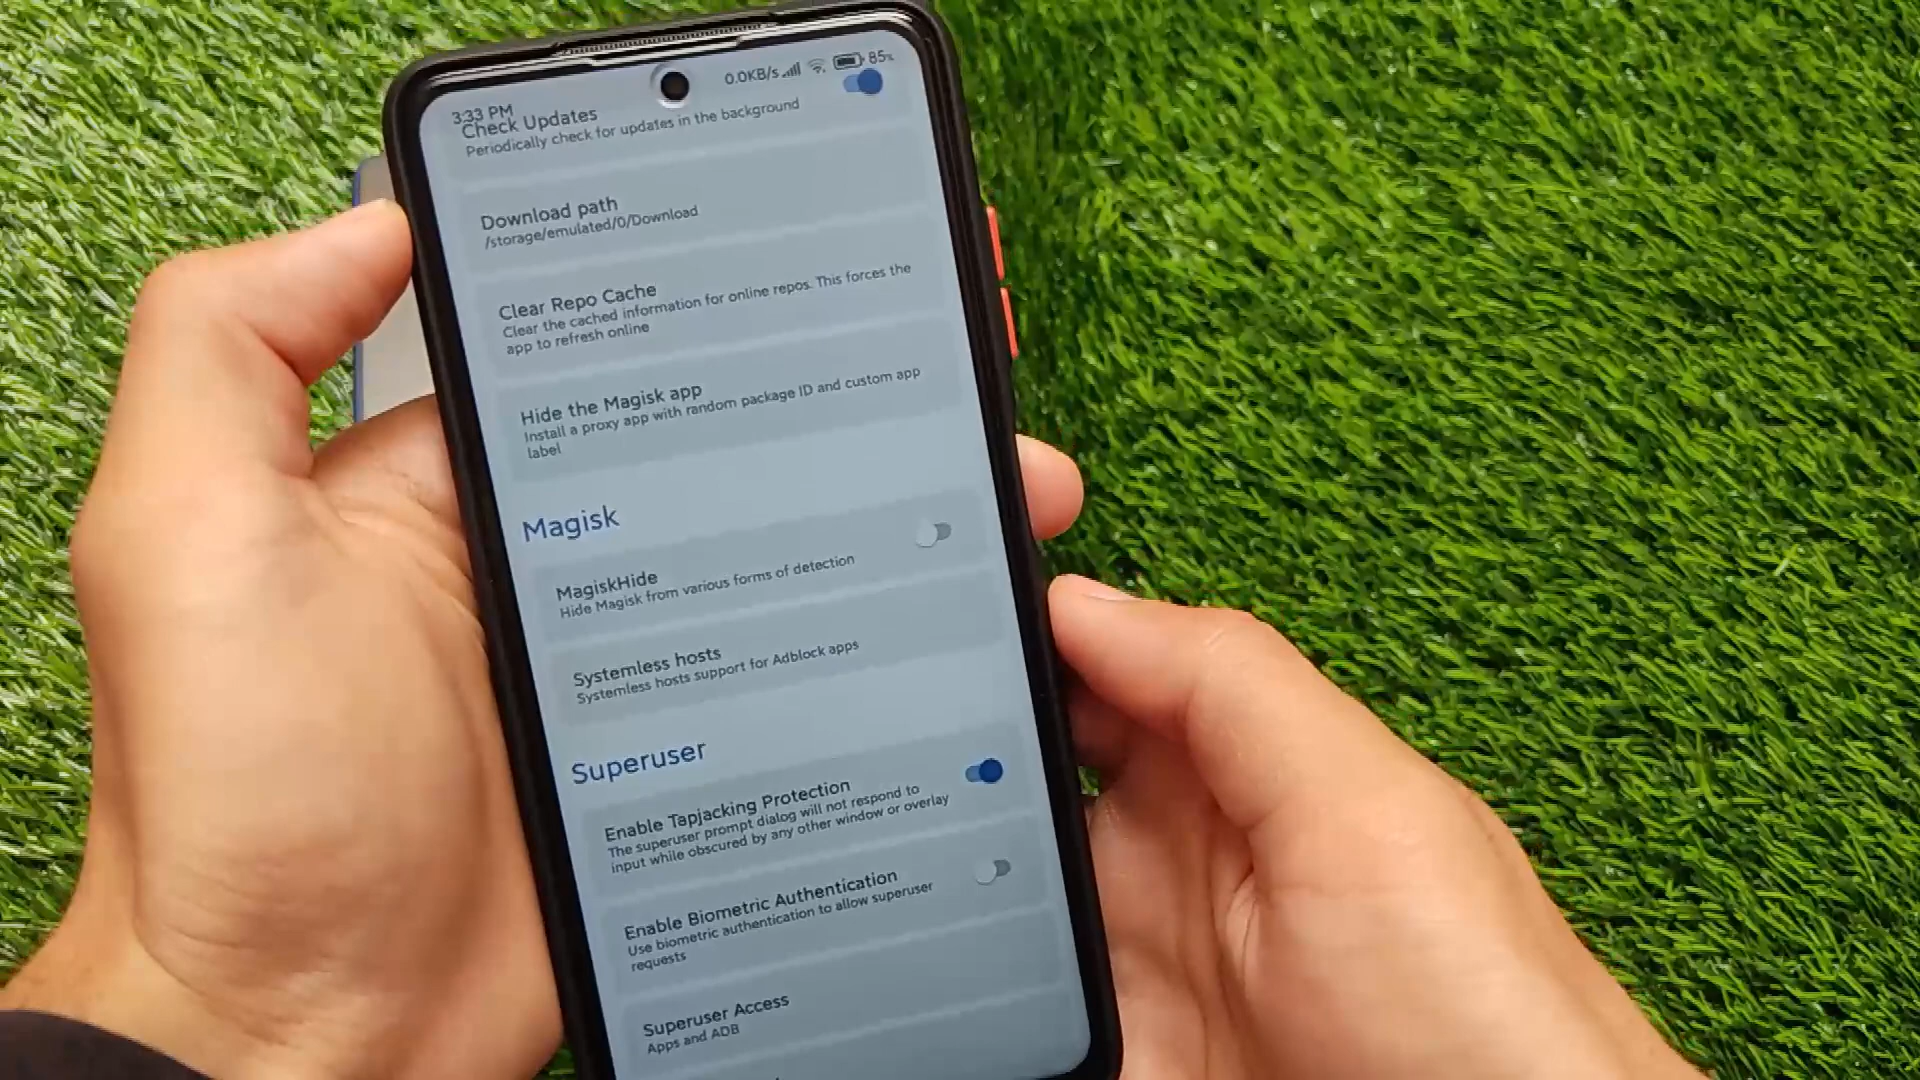 3:33 PM
0.0KB/s
85%
Check Updates
Periodically check for updates in the background
Download path
/storage/emulated/0/Download
Clear Repo Cache
Clear the cached information for online repos. This forces the
app to refresh online
Hide the Magisk app
Install a proxy app with random package ID and custom app
label
Magisk
MagiskHide
Hide Magisk from various forms of detection
Systemless hosts
Systemless hosts support for Adblock apps
Superuser
Enable Tapjacking Protection
The superuser prompt dialog will not respond to
input while obscured by any other window or overlay
Enable Biometric Authentication
Use biometric authentication to allow superuser
requests
Superuser Access
Apps and ADB